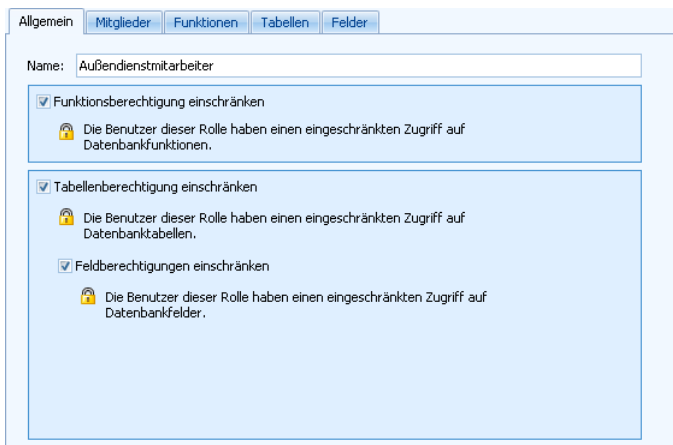 Allgemein Mitglieder Funktionen Tabellen Felder
Name: Außendienstmitarbeiter
Funktionsberechtigung einschränken
Die Benutzer dieser Rolle haben einen eingeschränkten Zugriff auf
Datenbankfunktionen.
Tabellenberechtigung einschränken
Die Benutzer dieser Rolle haben einen eingeschränkten Zugriff auf
Datenbanktabellen.
Feldberechtigungen einschränken
Die Benutzer dieser Rolle haben einen eingeschränkten Zugriff auf
Datenbankfelder.